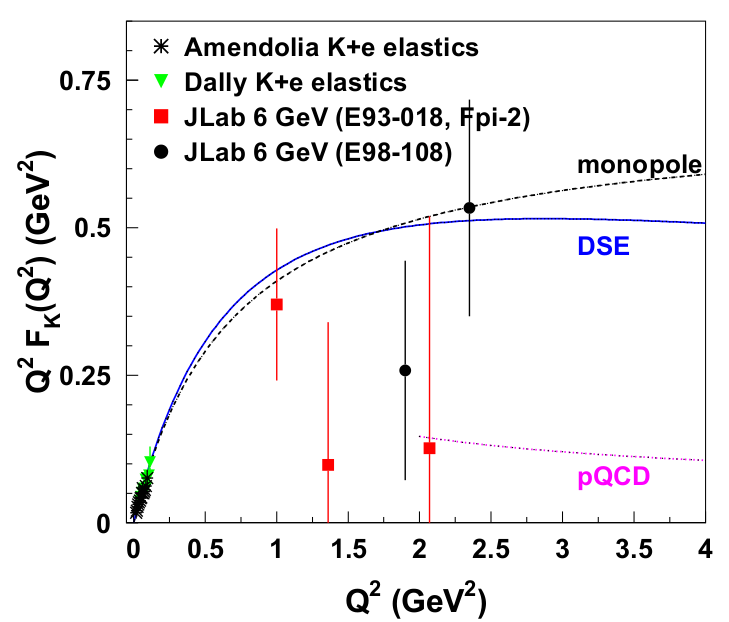 Amendolia K+e elastics
Dally K+e elastics
JLab 6 GeV (E93-018, Fpi-2)
JLab 6 GeV (E98-108)
monopole
DSE
pQCD
Q² F_K(Q²) (GeV²)
0.75
0.5
0.25
0
0 0.5 1 1.5 2 2.5 3 3.5 4
Q² (GeV²)